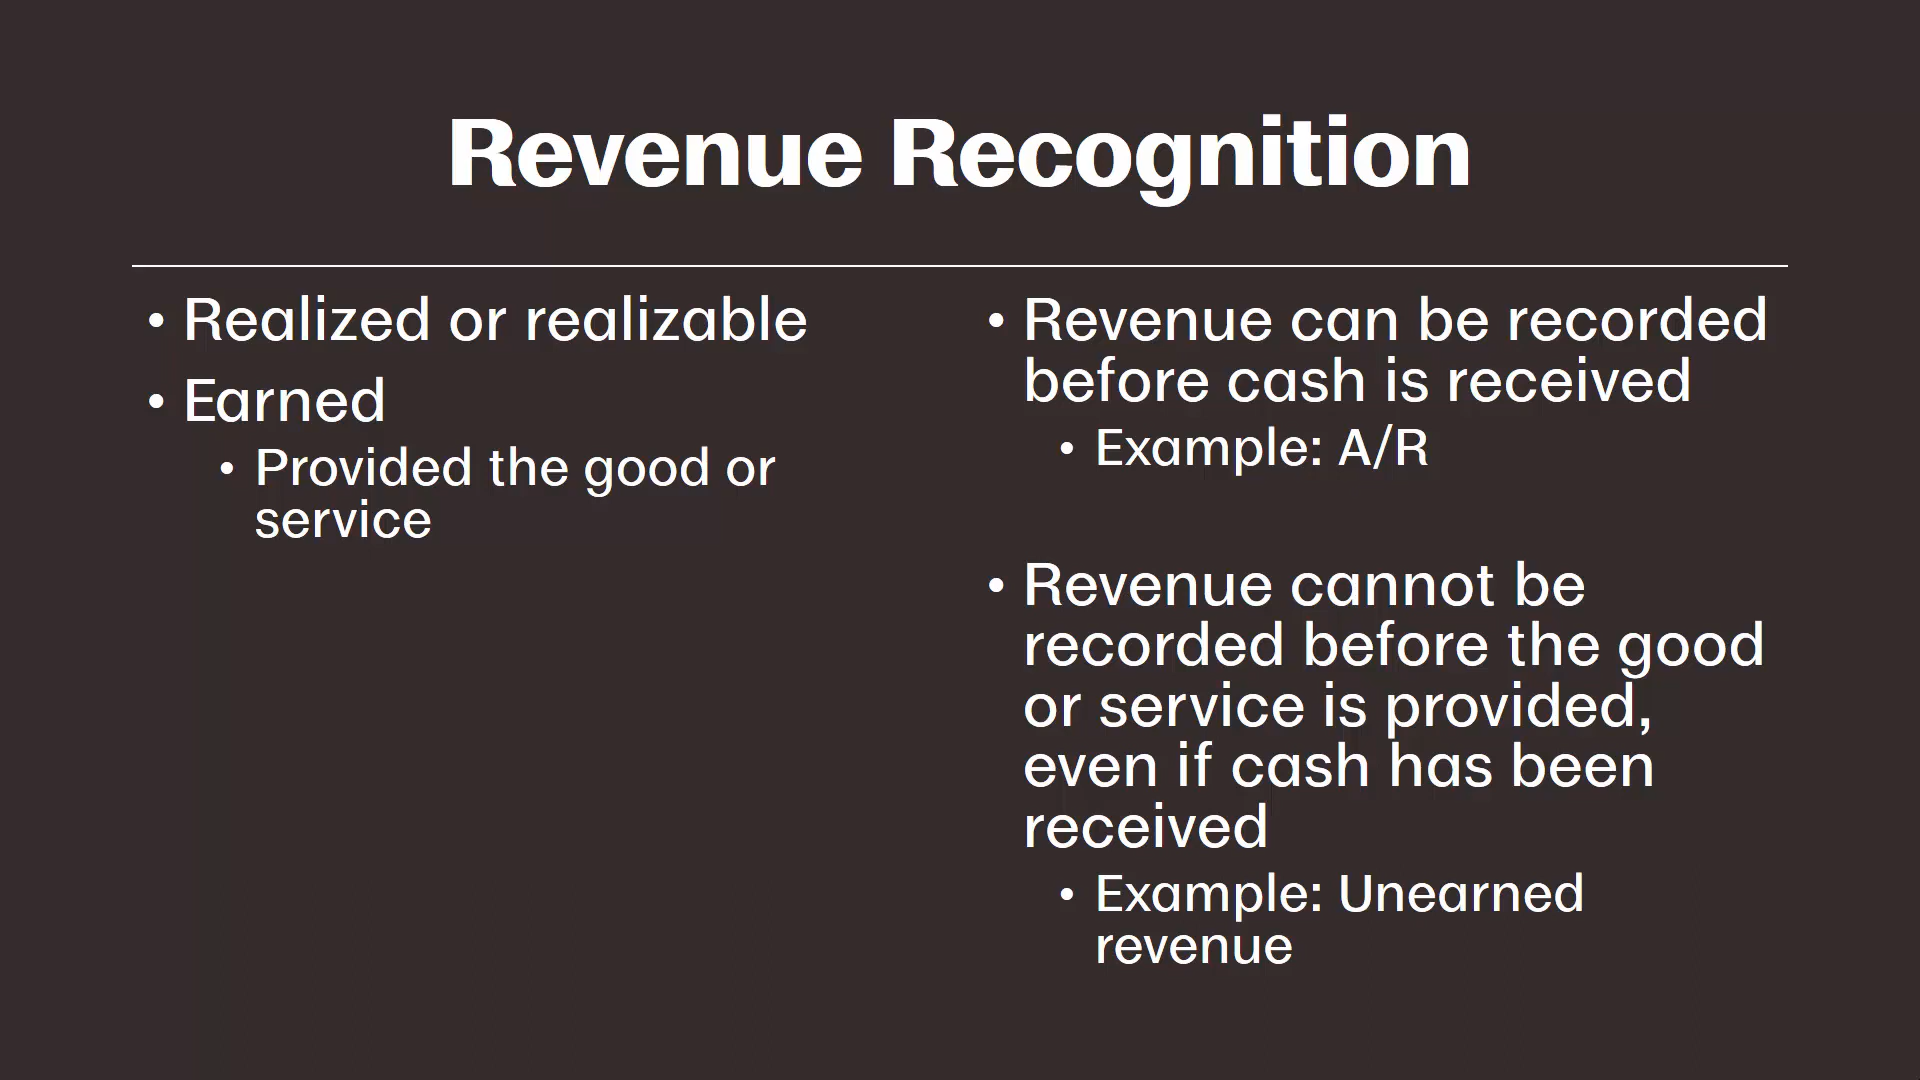 Revenue Recognition
• Realized or realizable
• Earned
• Provided the good or
service
• Revenue can be recorded
before cash is received
• Example: A/R
• Revenue cannot be
recorded before the good
or service is provided,
even if cash has been
received
• Example: Unearned
revenue